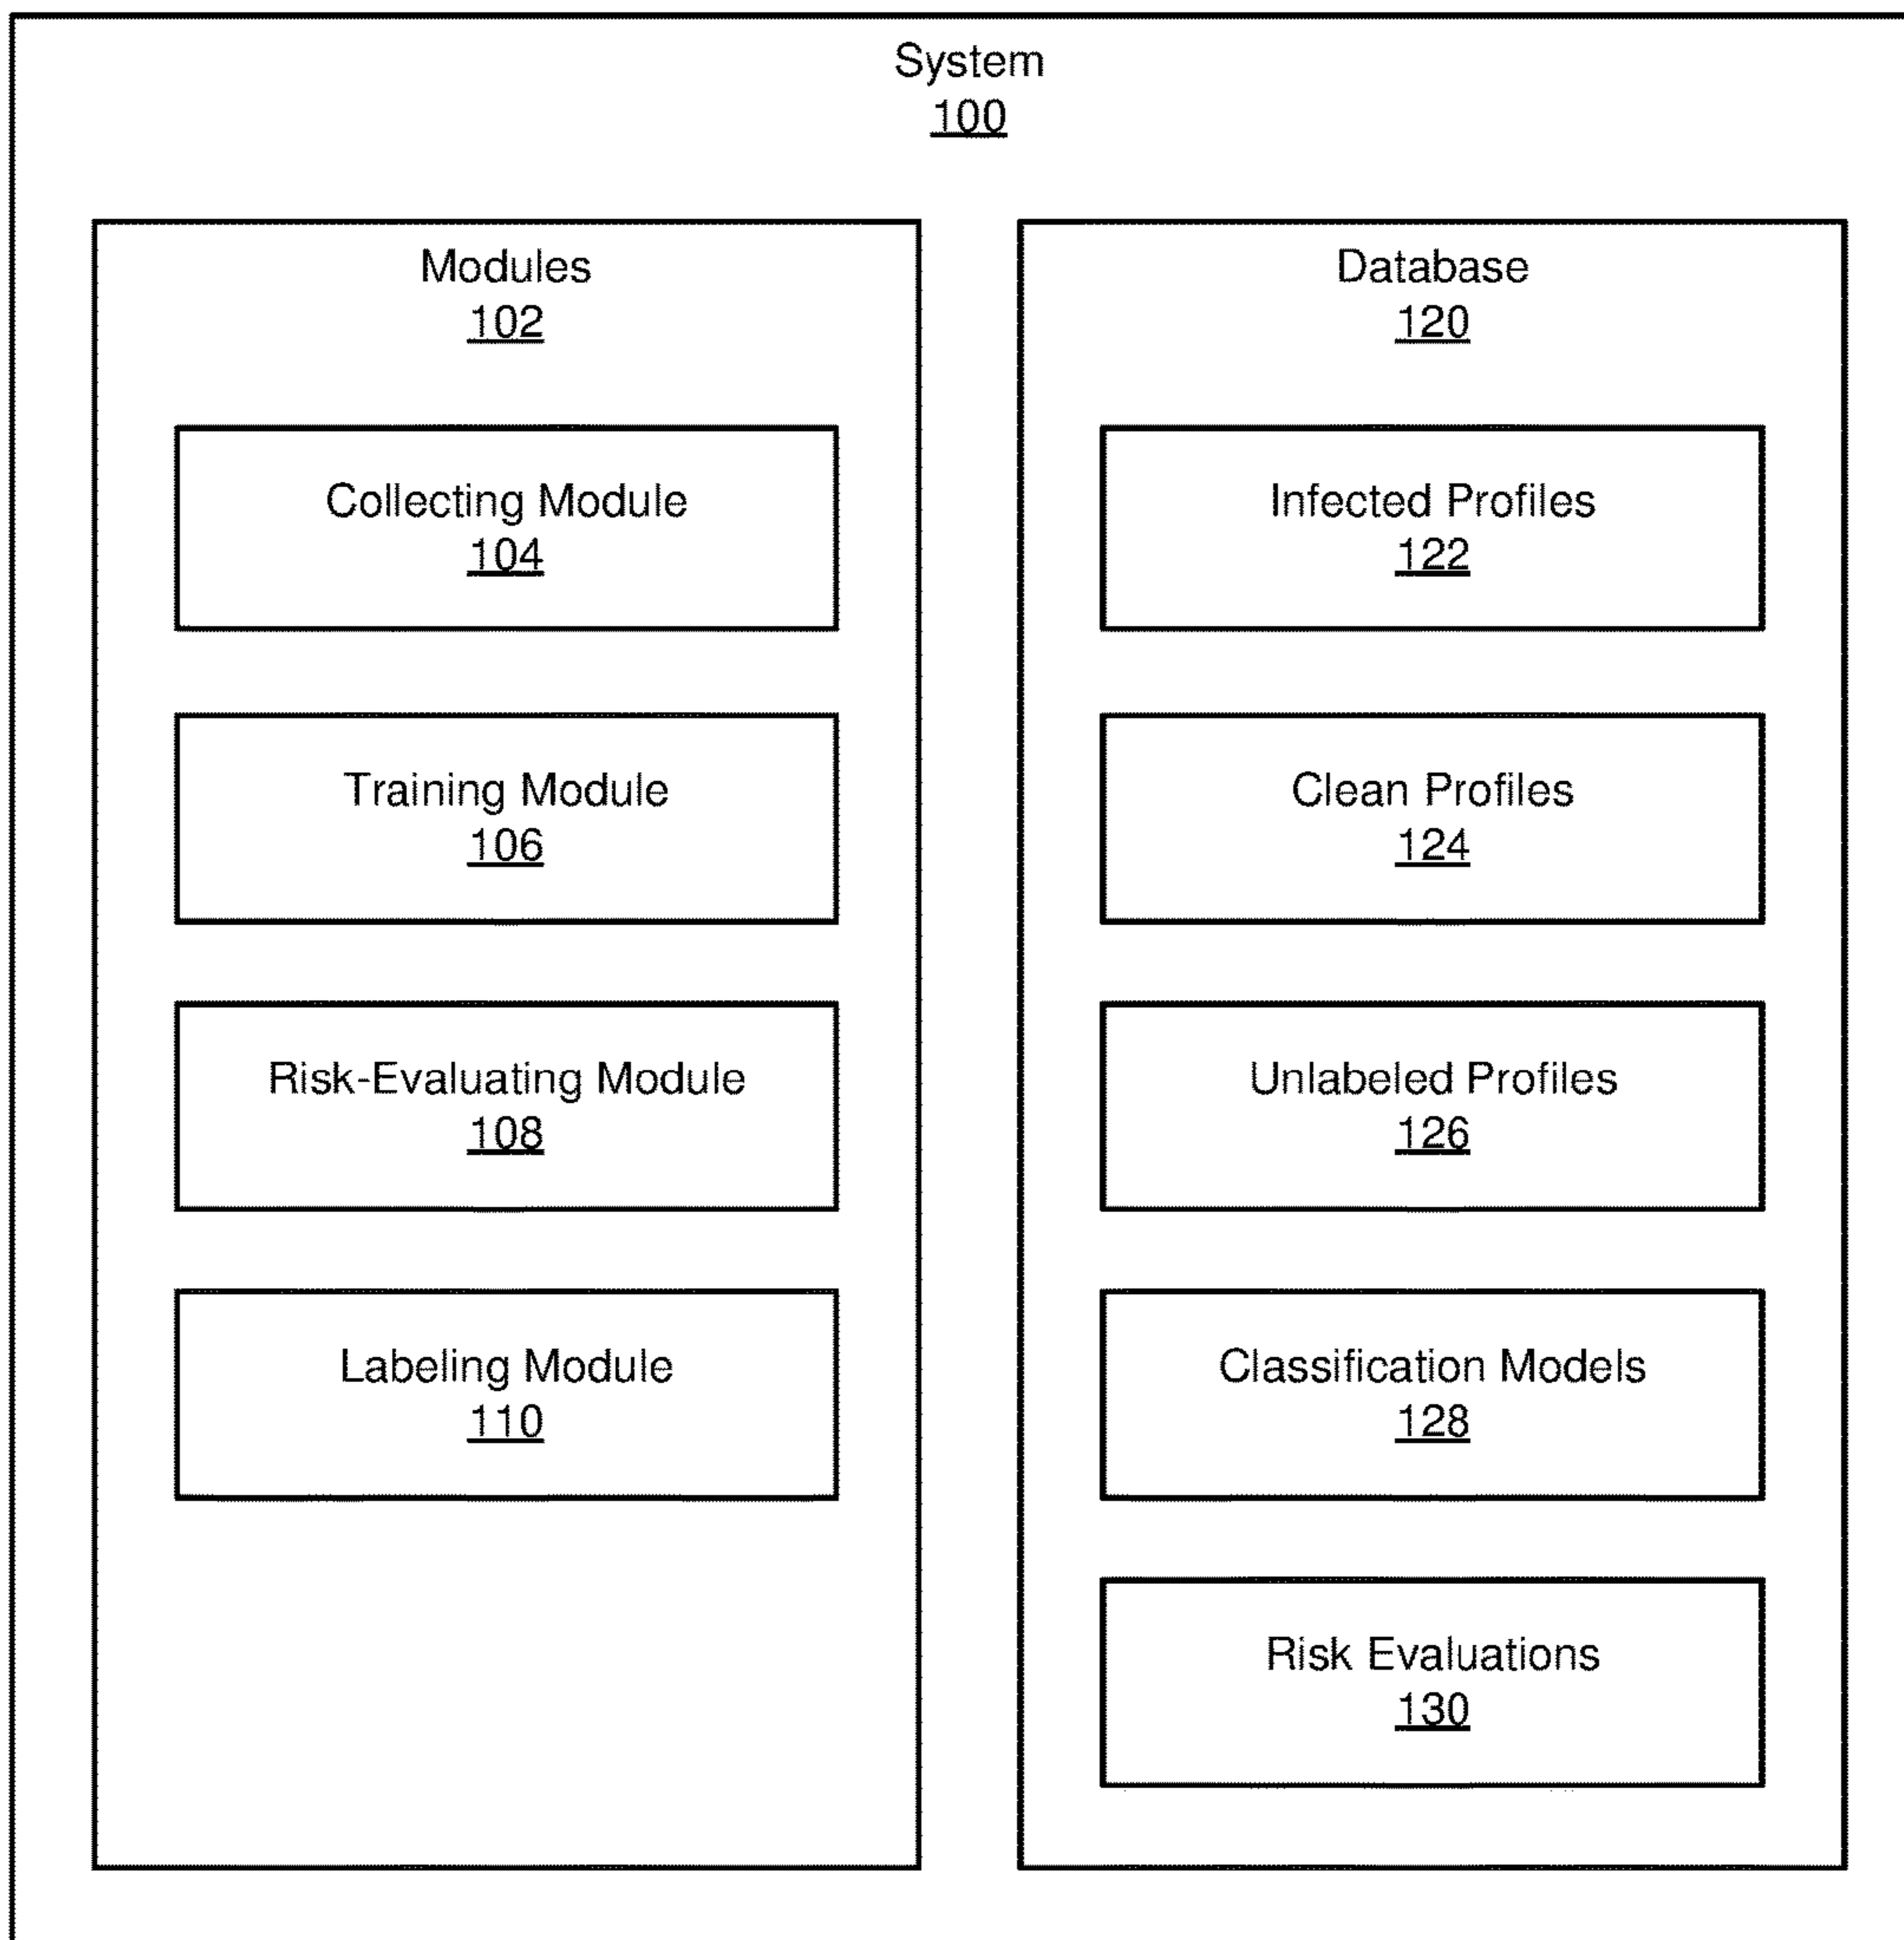 System
100
Modules
102
Collecting Module
104
Training Module
106
Risk-Evaluating Module
108
Labeling Module
110
Database
120
Infected Profiles
122
Clean Profiles
124
Unlabeled Profiles
126
Classification Models
128
Risk Evaluations
130